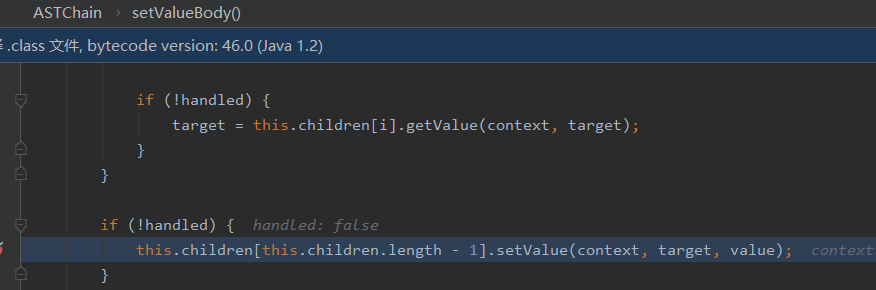 ASTChain › setValueBody()
.class 文件, bytecode version: 46.0 (Java 1.2)
if (!handled) {
target = this.children[i].getValue(context, target);
}
}
if (!handled) { handled: false
this.children[this.children.length - 1].setValue(context, target, value); context
}